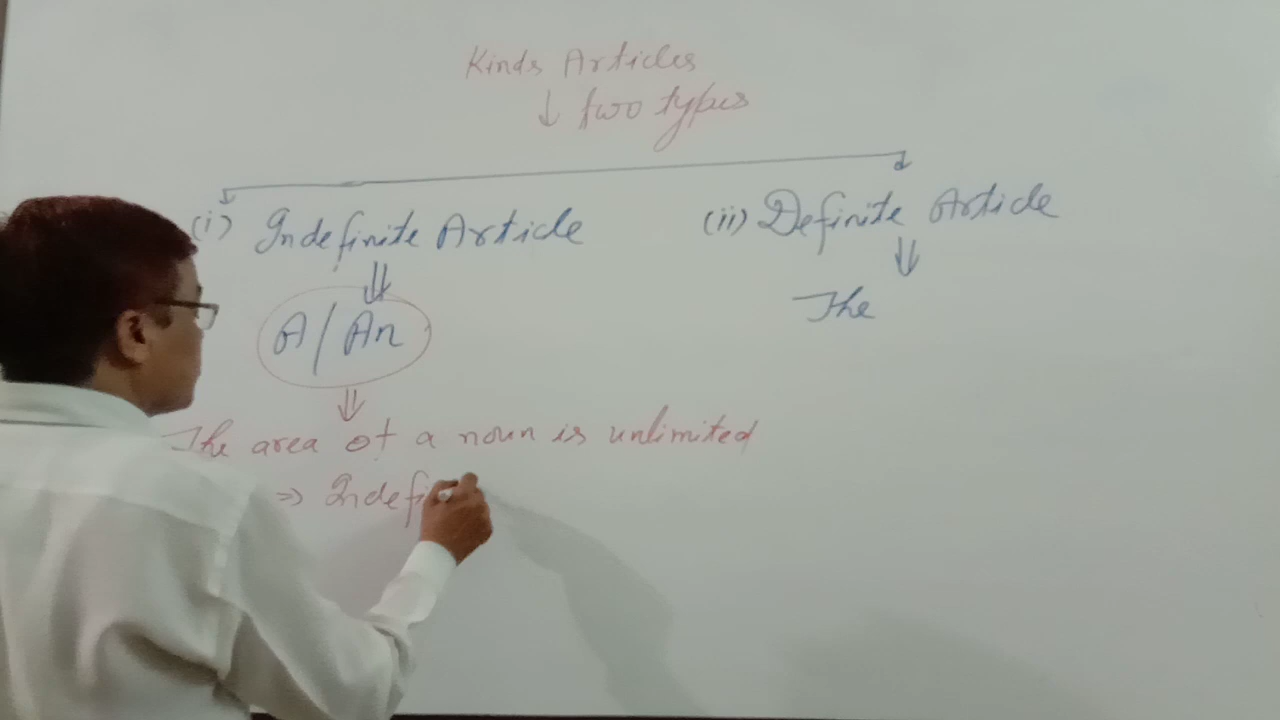 Kinds Articles
↓ two types
(i) Indefinite Article
(ii) Definite Article
⇓
⇓
A/An
The
⇓
The area of a noun is unlimited
⇒ Indefi